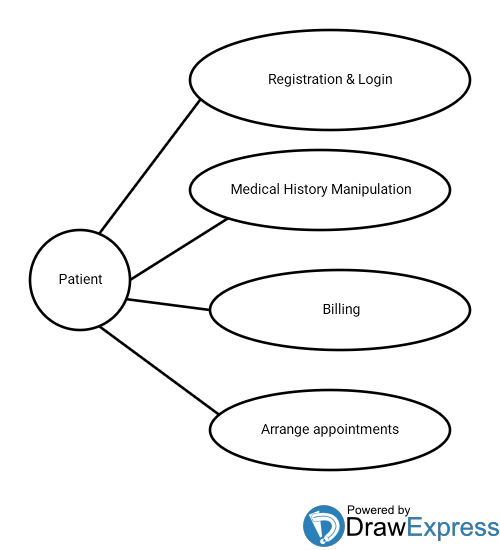 Registration & Login
Medical History Manipulation
Patient
Billing
Arrange appointments
Powered by
DrawExpress